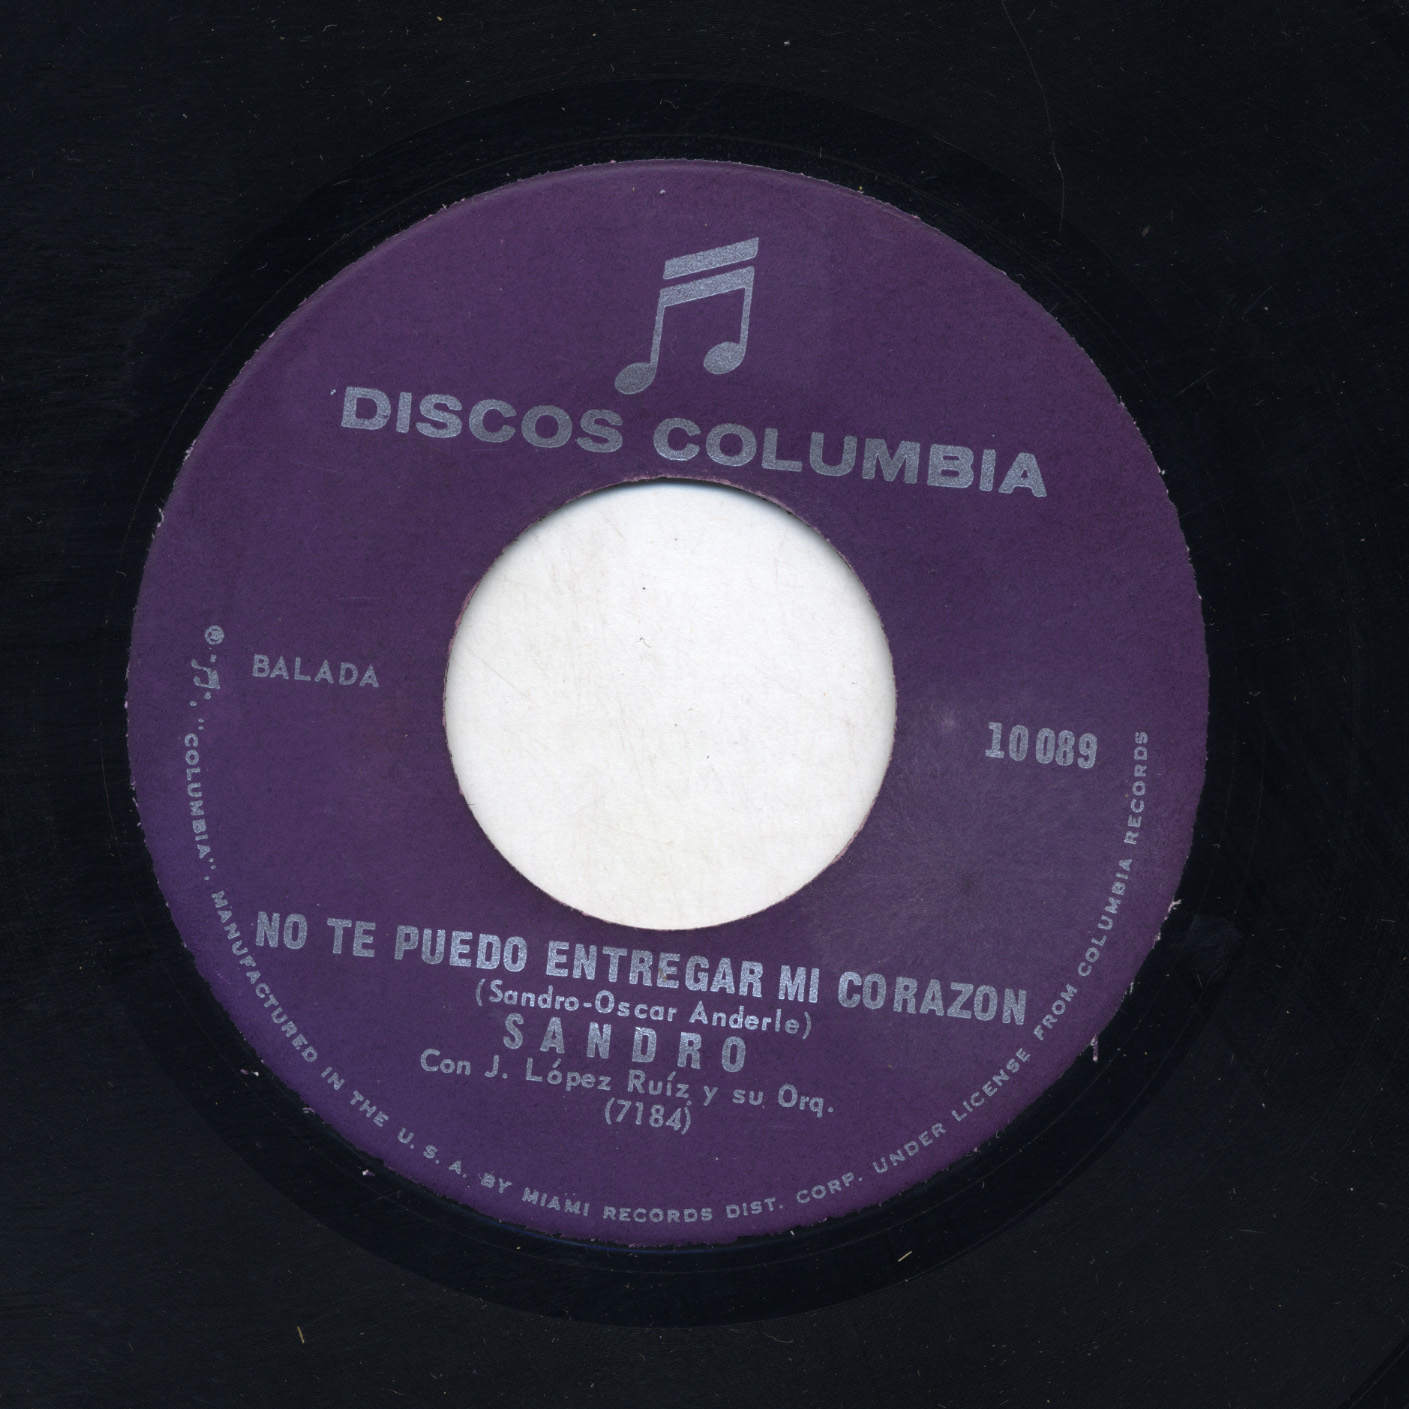 DISCOS COLUMBIA
BALADA
10089
NO TE PUEDO ENTREGAR MI CORAZON
(Sandro-Oscar Anderle)
SANDRO
Con J. López Ruíz y su Orq.
(7184)
® "♫", "COLUMBIA", MANUFACTURED IN THE U.S.A. BY MIAMI RECORDS DIST. CORP. UNDER LICENSE FROM COLUMBIA RECORDS